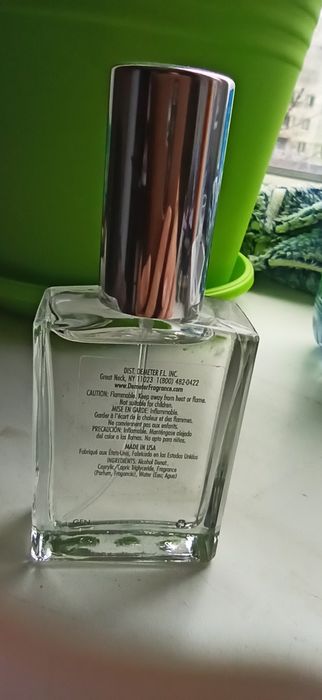 DIST. DEMETER F.L. INC.
Great Neck, NY 11023 1(800) 482-0422
www.DemeterFragrance.com
CAUTION: Flammable. Keep away from heat or flame.
Not suitable for children.
MISE EN GARDE: Inflammable.
Garder à l'écart de la chaleur et des flammes.
Ne conviennent pas aux enfants.
PRECAUCIÓN: Inflamable. Manténgase alejado
del calor o las llamas. No apto para niños.
MADE IN USA
Fabriqué aux États-Unis, Fabricado en los Estados Unidos
INGREDIENTS: Alcohol Denat.,
Caprylic/Capric Triglyceride, Fragrance
(Parfum, Fragancia), Water (Eau; Agua)
GEN